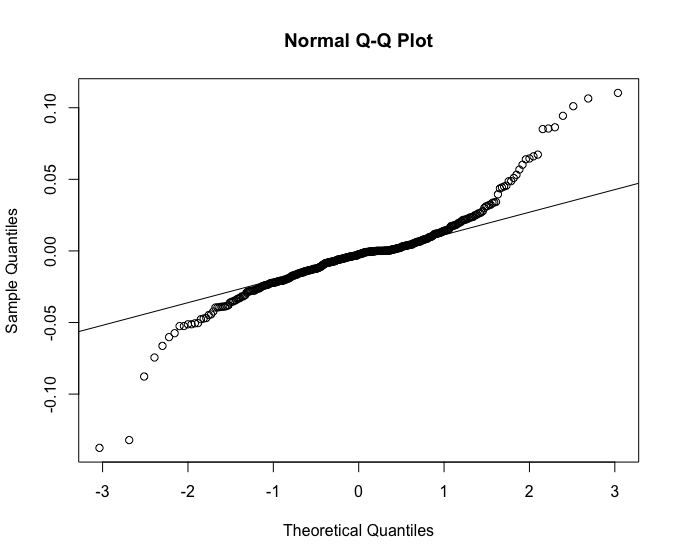 Normal Q-Q Plot
Sample Quantiles
0.10
0.05
0.00
-0.05
-0.10
-3 -2 -1 0 1 2 3
Theoretical Quantiles